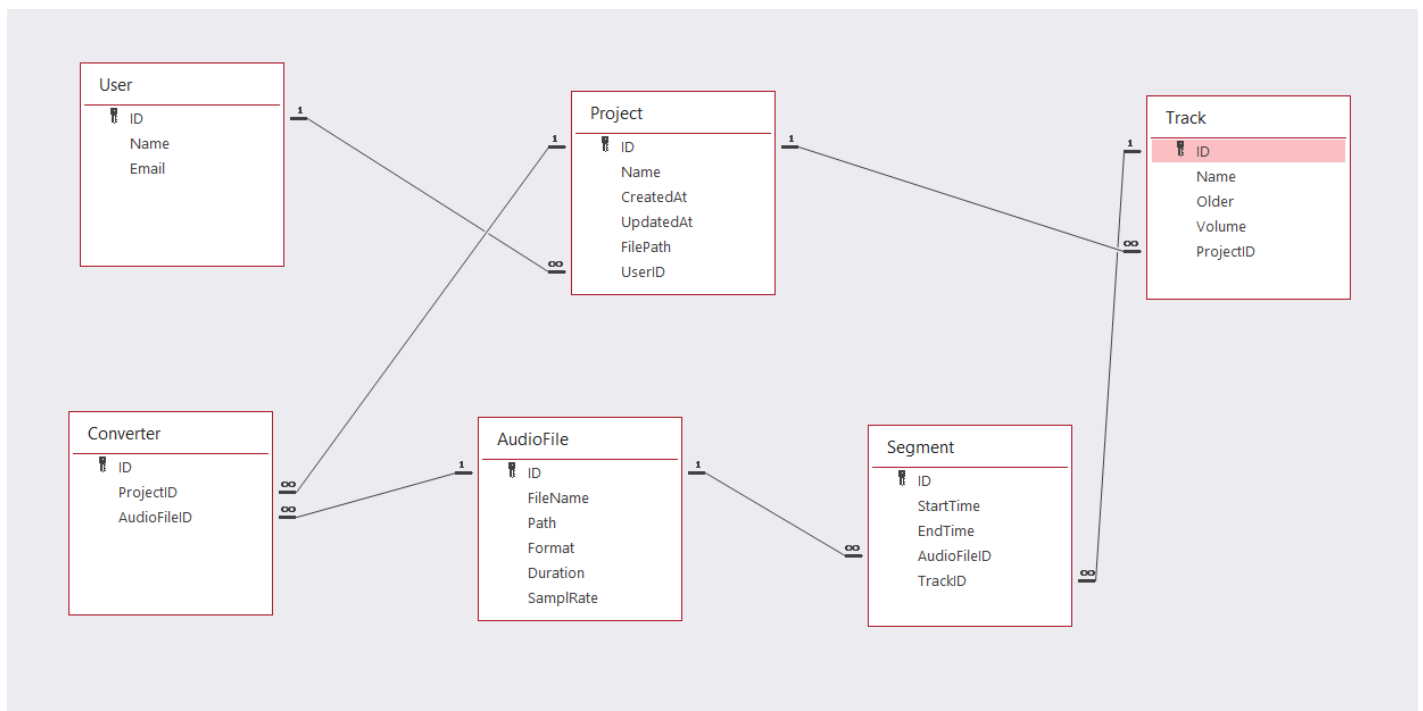 User
ID
Name
Email
Project
ID
Name
CreatedAt
UpdatedAt
FilePath
UserID
Track
ID
Name
Older
Volume
ProjectID
Converter
ID
ProjectID
AudioFileID
AudioFile
ID
FileName
Path
Format
Duration
SamplRate
Segment
ID
StartTime
EndTime
AudioFileID
TrackID
1
∞
1
1
∞
1
∞
∞
1
1
∞
∞